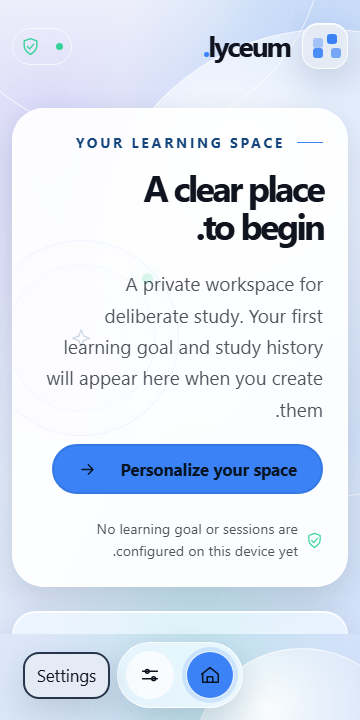 .lyceum
YOUR LEARNING SPACE
A clear place
.to begin
A private workspace for
deliberate study. Your first
learning goal and study history
will appear here when you create
.them
Personalize your space
No learning goal or sessions are
.configured on this device yet
Settings